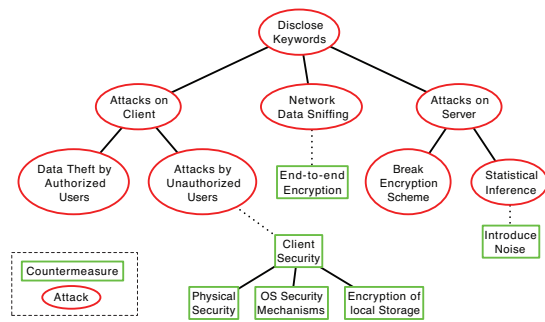 Disclose
Keywords
Attacks on
Client
Network
Data Sniffing
Attacks on
Server
Data Theft by
Authorized
Users
Attacks by
Unauthorized
Users
End-to-end
Encryption
Break
Encryption
Scheme
Statistical
Inference
Introduce
Noise
Client
Security
Physical
Security
OS Security
Mechanisms
Encryption of
local Storage
Countermeasure
Attack